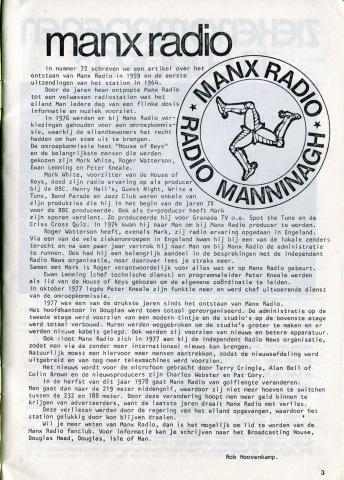 manx radio
In nummer 72 schreven we een artikel over het
ontstaan van Manx Radio in 1959 en de eerste
uitzendingen van het station in 1964.
Door de jaren heen ontpopte Manx Radio
tot een volwassen radiostation wat het
eiland Man iedere dag van een flinke dosis
informatie en muziek voorziet.
In 1976 werden er bij Manx Radio ver-
kiezingen gehouden voor een omroepkommis-
sie, waarbij de eilandbewoners het recht
hadden om hun stem uit te brengen.
De omroepkommissie heet "House of Keys"
en de belangrijkste mensen die werden
gekozen zijn Mark White, Roger Watterson,
Ewan Lemming en Peter Kneale.
Mark White, voorzitter van de House of
Keys, deed zijn radio ervaring op als producer
bij de BBC. Henry Hall's, Guest Night, Write a
Tune, Band Parade en Jazz Club waren enkele van
zijn produkties die hij in het begin van de jaren 70
voor de BBC produceerde. Ook als tv-producer heeft Mark
zijn sporen verdient. Zo produceerde hij voor Granada TV o.a. Spot the Tune en de
Criss Cross Quiz. In 1974 kwam hij naar Man om bij Manx Radio producer te worden.
Roger Watterson heeft, evenals Mark, zijn radio ervaring opgedaan in Engeland.
Via een van de vele ziekenomroepen in Engeland kwam hij bij een van de lokale zenders
terecht en na een paar jaar vertrok hij naar Man om bij Manx Radio de administratie
te runnen. Ook had hij een belangrijk aandeel in de besprekingen met de Independent
Radio News organisatie, maar daarover lees je straks meer.
Samen met Mark is Roger verantwoordelijk voor alles wat er op Manx Radio gebeurt.
Ewan Lemming (chef technische dienst) en programmaleider Peter Kneale werden
als lid van de House of Keys gekozen om de algemene coördinatie te leiden.
In oktober 1977 legde Peter Kneale zijn funktie neer en werd chef uitvoerende dienst
van de omroepkommissie.
1977 was een van de drukste jaren sinds het ontstaan van Manx Radio.
Het hoofdkantoor in Douglas werd toen totaal gereorganiseerd. De administratie op de
tweede etage werd voorzien van een modern tintje en de studio's op de bovenste etage
werd totaal verbouwd. Muren werden weggebroken om de studio's groter te maken en er
werden nieuwe kabels gelegd. Ook werden zij voorzien van nieuwe en betere apparatuur.
Ook sloot Manx Radio zich in 1977 aan bij de Independent Radio News organisatie,
zodat men via de zender meer internationaal nieuws kan brengen.
Natuurlijk moest men hiervoor meer mensen aantrekken, zodat de nieuwsafdeling werd
uitgebreid en van nog meer telexmachines werd voorzien.
Het nieuws wordt voor de microfoon gebracht door Terry Cringle, Alan Bell of
Colin Brown en de nieuwsproducers zijn Charles Webster en Pat Cory.
In de herfst van dit jaar 1978 gaat Manx Radio van golflengte veranderen.
Men gaat dan naar de 219 meter middengolf, waardoor zij niet meer hoeven te switchen
tussen de 232 en 188 meter. Door deze verandering hoopt men meer geld binnen te
krijgen van adverteerders, want de laatste jaren draait Manx Radio met verlies.
Deze verliezen werden door de regering van het eiland opgevangen, waardoor het
station gelukkig door kon blijven draaien.
Wil je meer weten van Manx Radio, dan is het mogelijk om lid te worden van de
Manx Radio fanclub. Voor informatie kan je schrijven naar het Broadcasting House,
Douglas Head, Douglas, Isle of Man.
Rob Hoovenkamp.
3
MANX RADIO
RADIO MANNINAGH